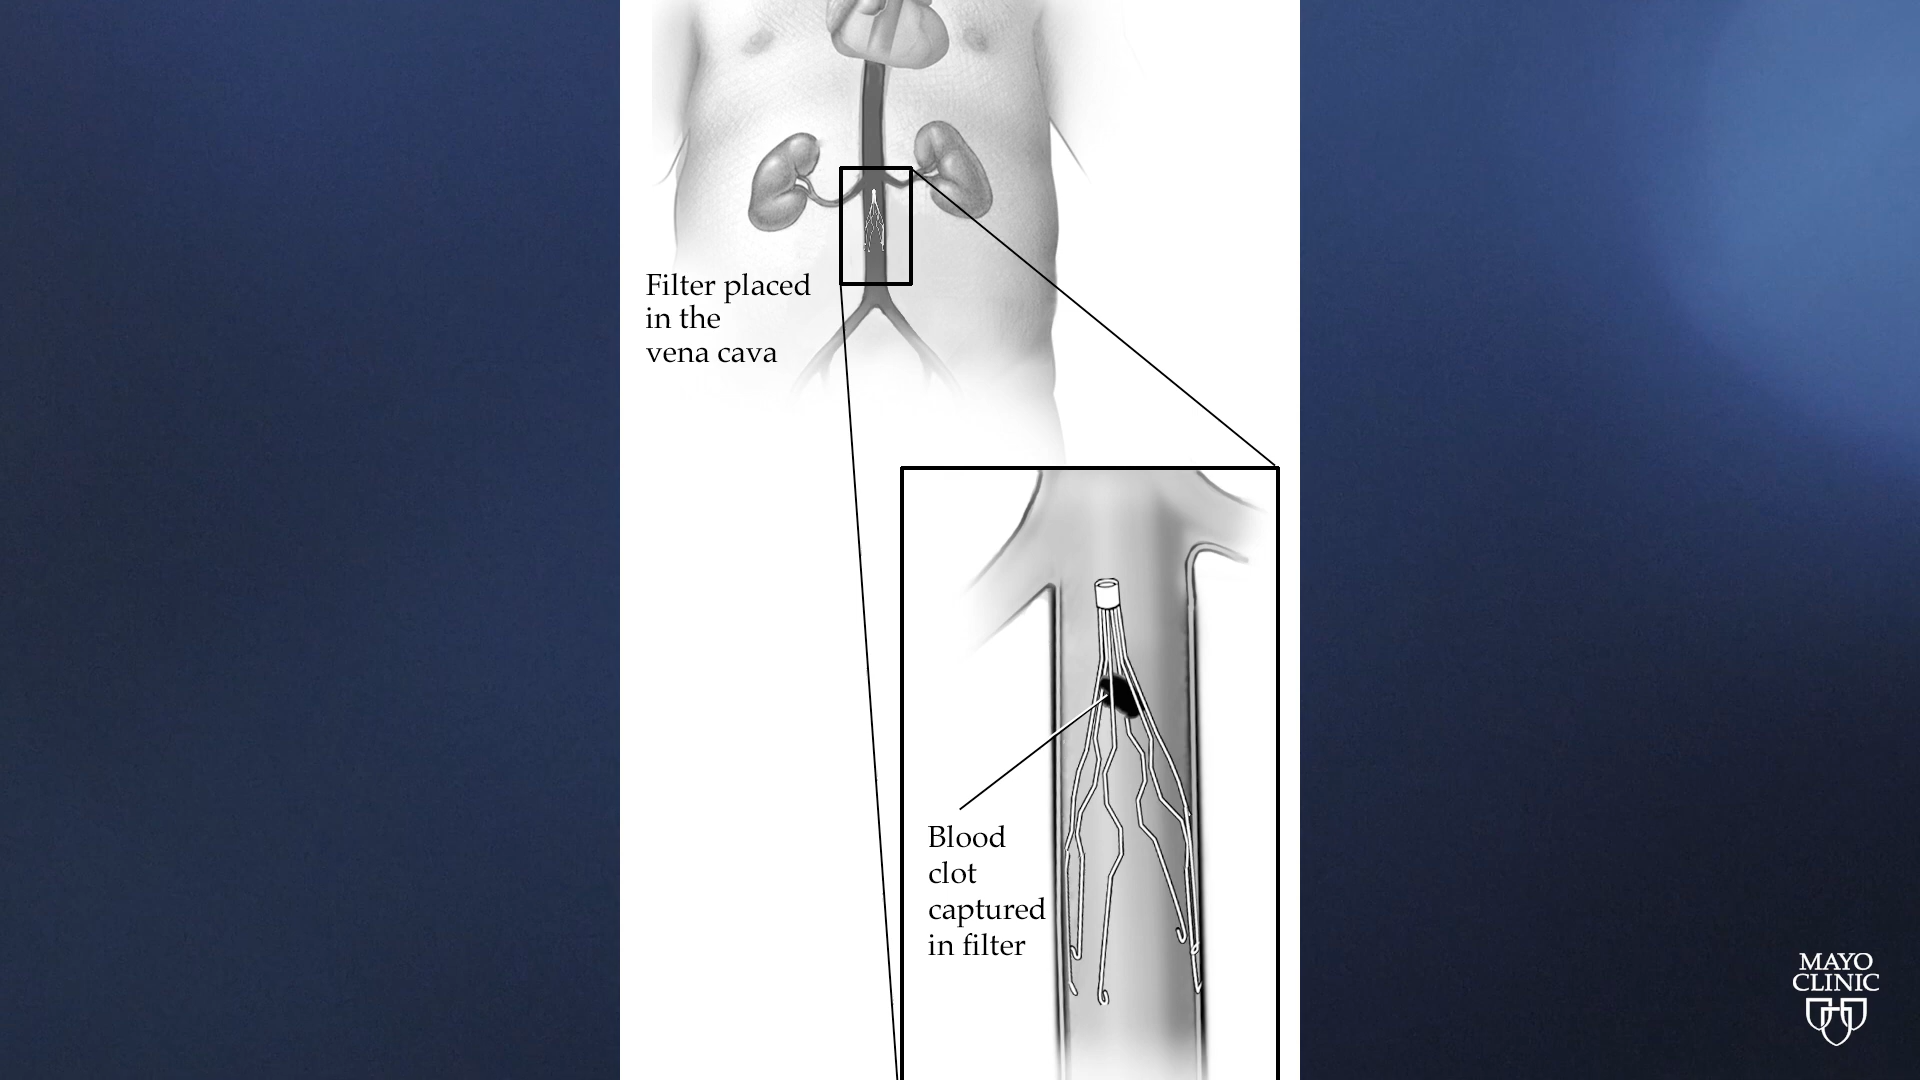 Filter placed
in the
vena cava
Blood
clot
captured
in filter
MAYO
CLINIC